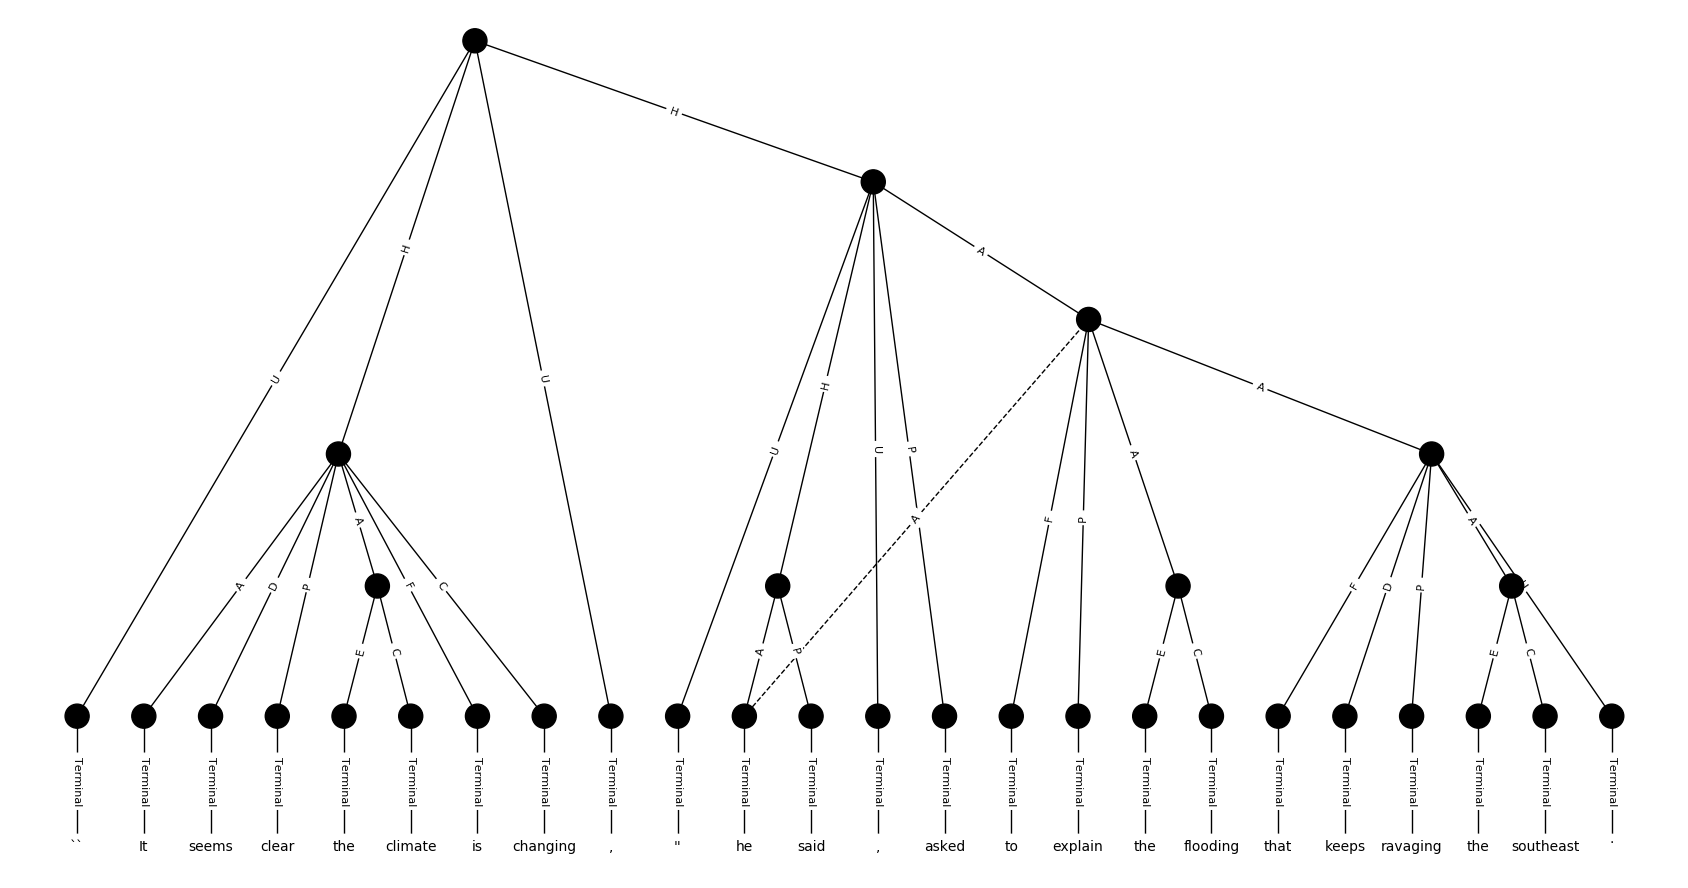 H
A
H
A
U
U
H
U
U
P
A
A
F
P
A
A
A
D
P
F
C
F
D
P
U
E
C
A
P
E
C
E
C
Terminal Terminal Terminal Terminal Terminal Terminal Terminal Terminal Terminal Terminal Terminal Terminal Terminal Terminal Terminal Terminal Terminal Terminal Terminal Terminal Terminal Terminal Terminal Terminal
`` It seems clear the climate is changing , " he said , asked to explain the flooding that keeps ravaging the southeast .